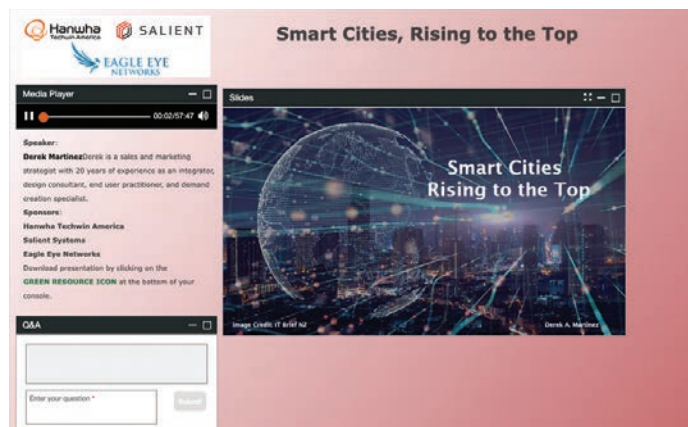 Hanwha
Techwin America
SALIENT
EAGLE EYE
NETWORKS
Smart Cities, Rising to the Top
Media Player
00:02/57:47
Speaker:
Derek MartinezDerek is a sales and marketing
strategist with 20 years of experience as an integrator,
design consultant, end user practitioner, and demand
creation specialist.
Sponsors:
Hanwha Techwin America
Salient Systems
Eagle Eye Networks
Download presentation by clicking on the
GREEN RESOURCE ICON at the bottom of your
console.
Q&A
Enter your question *
Submit
Slides
Smart Cities
Rising to the Top
Image Credit: IT Brief NZ
Derek A. Martinez